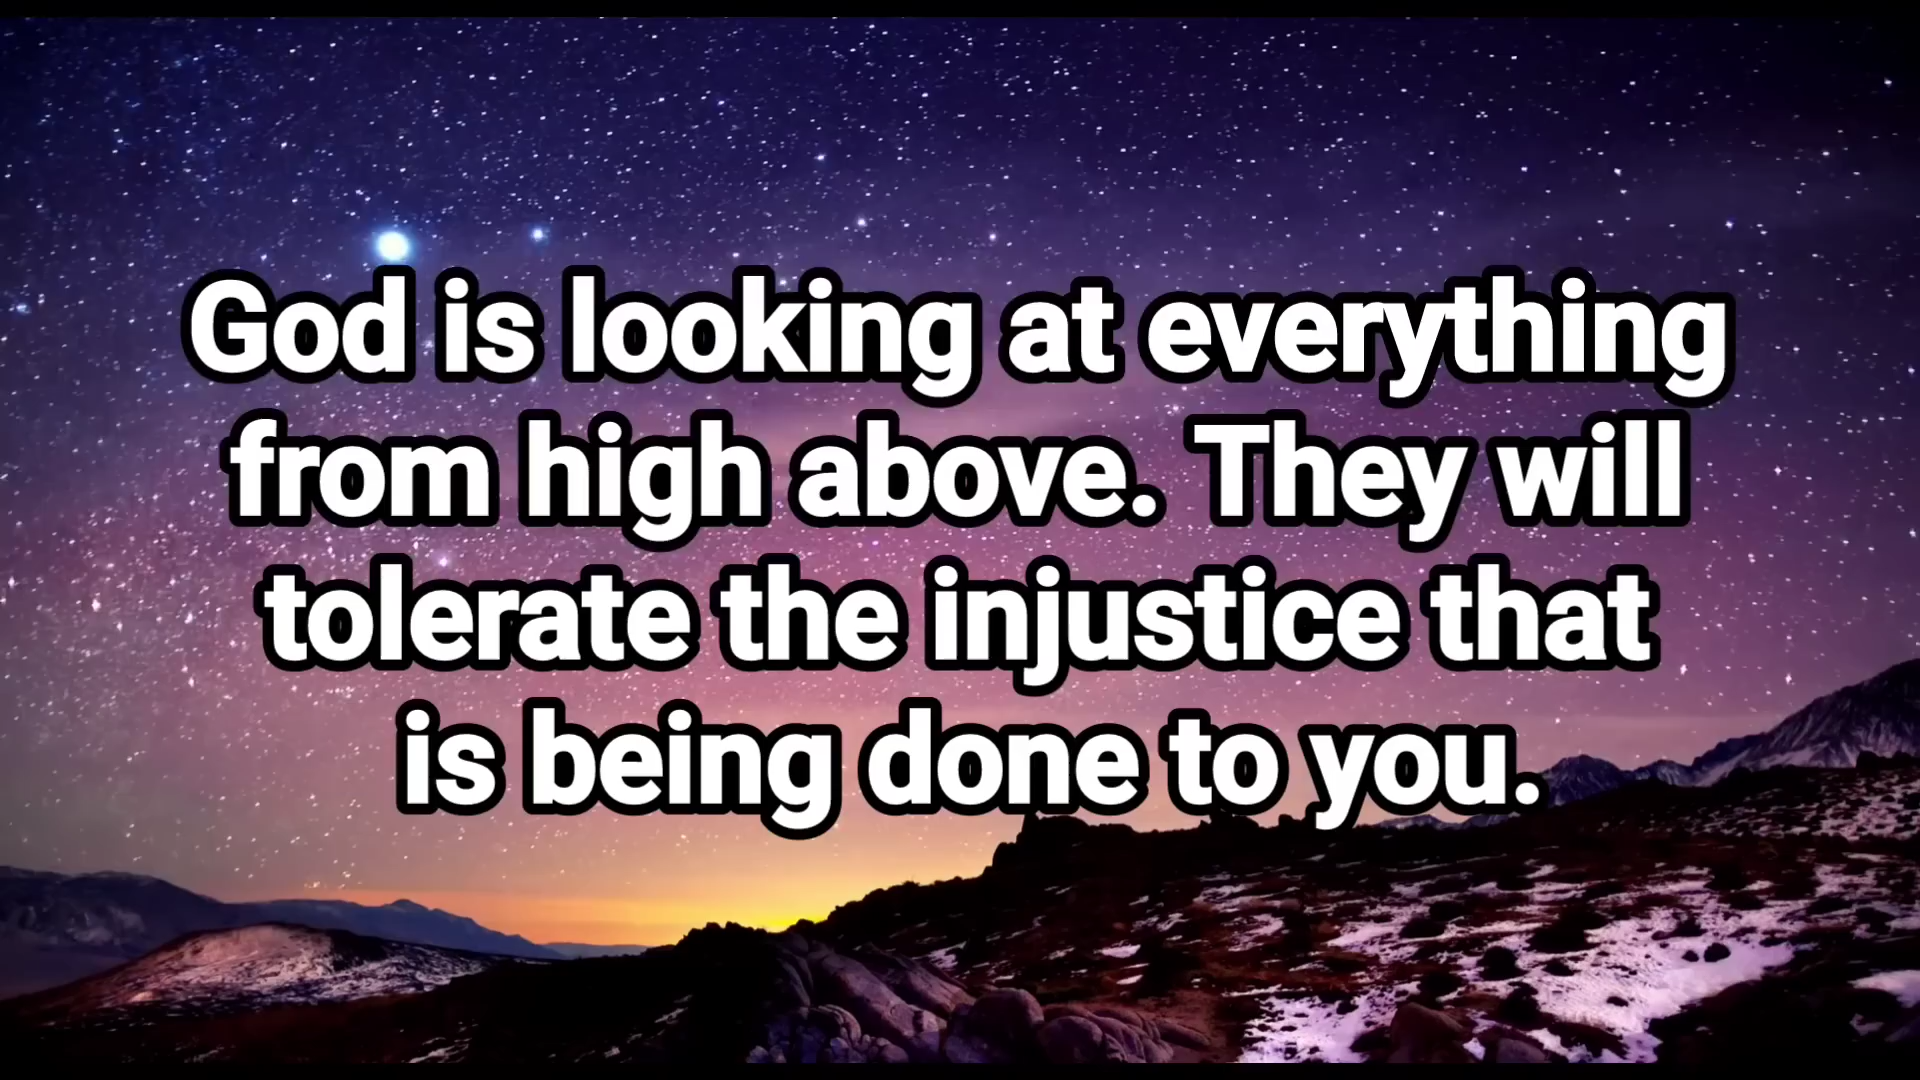 God is looking at everything
from high above. They will
tolerate the injustice that
is being done to you.